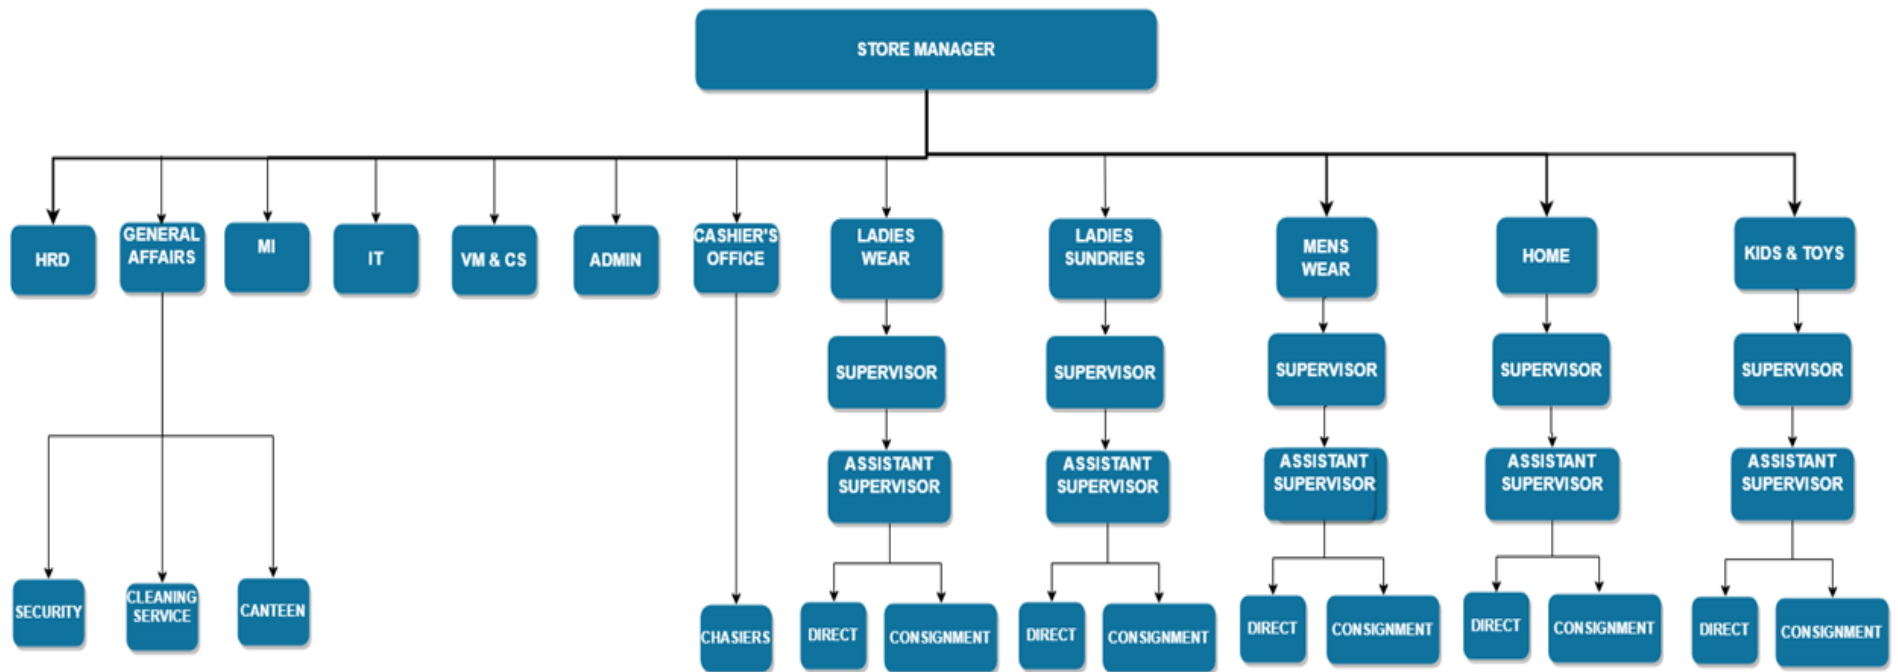 STORE MANAGER
HRD
GENERAL
AFFAIRS
MI
IT
VM & CS
ADMIN
CASHIER'S
OFFICE
LADIES
WEAR
LADIES
SUNDRIES
MENS
WEAR
HOME
KIDS & TOYS
SUPERVISOR
SUPERVISOR
SUPERVISOR
SUPERVISOR
SUPERVISOR
ASSISTANT
SUPERVISOR
ASSISTANT
SUPERVISOR
ASSISTANT
SUPERVISOR
ASSISTANT
SUPERVISOR
ASSISTANT
SUPERVISOR
SECURITY
CLEANING
SERVICE
CANTEEN
CHASIERS
DIRECT
CONSIGNMENT
DIRECT
CONSIGNMENT
DIRECT
CONSIGNMENT
DIRECT
CONSIGNMENT
DIRECT
CONSIGNMENT